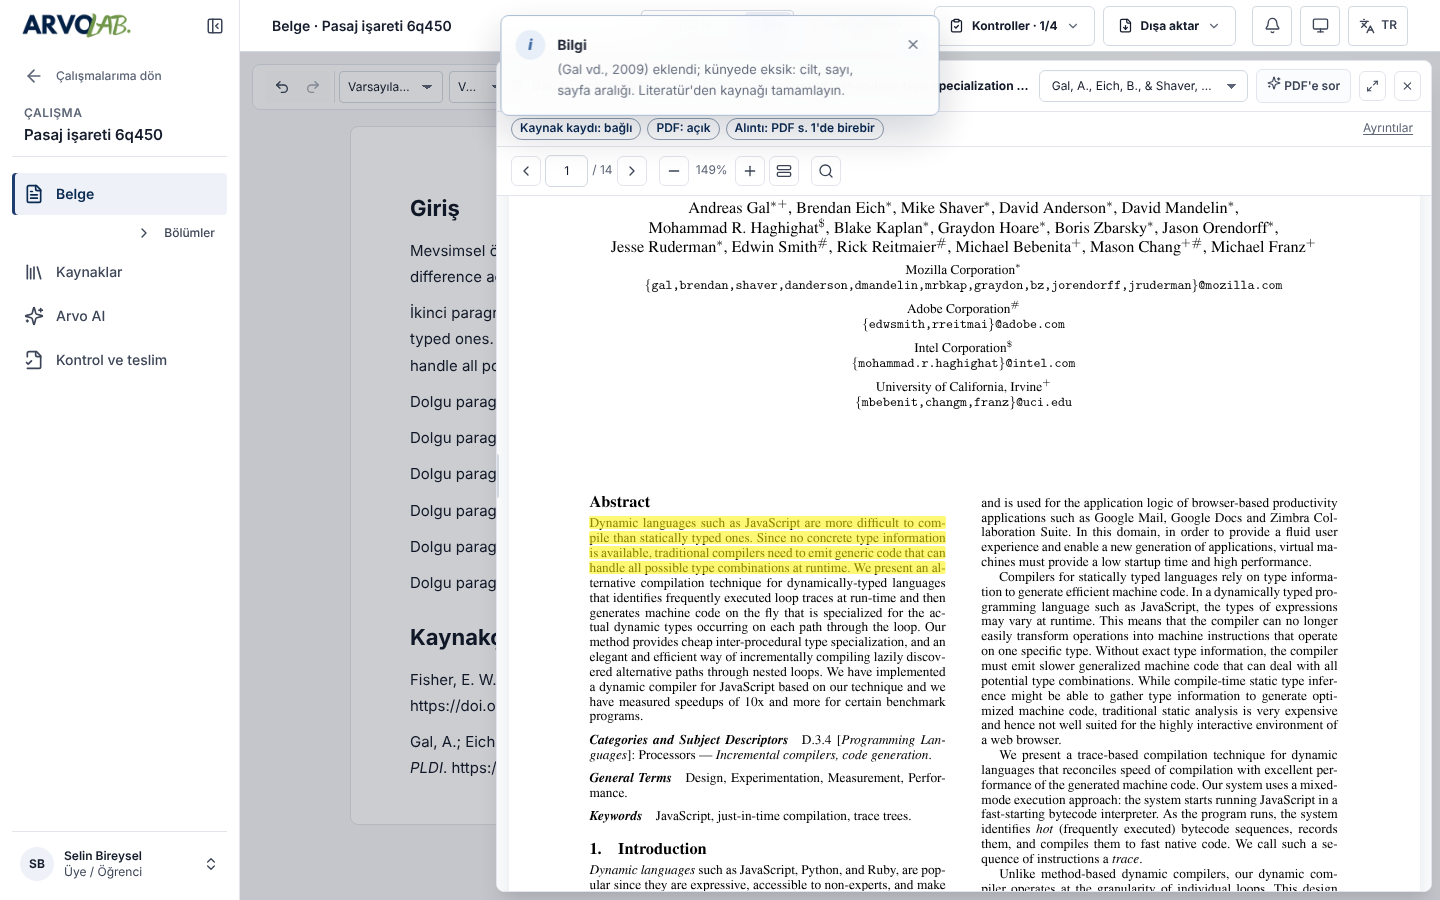 ARVOLAB.
Çalışmalarıma dön
ÇALIŞMA
Pasaj işareti 6q450
Belge
Bölümler
Kaynaklar
Arvo AI
Kontrol ve teslim
SB
Selin Bireysel
Üye / Öğrenci
Belge · Pasaj işareti 6q450
Kontroller · 1/4
Dışa aktar
TR
Bilgi
(Gal vd., 2009) eklendi; künyede eksik: cilt, sayı,
sayfa aralığı. Literatür'den kaynağı tamamlayın.
Varsayıla...
V...
Giriş
Mevsimsel
difference
İkinci
typed ones.
handle all
Dolgu
Dolgu
Dolgu
Dolgu
Dolgu
Dolgu
Fisher, E. W.
Gal, A.; Eich
PLDI.
pecialization ...
Gal, A., Eich, B., & Shaver, ...
PDF'e sor
Kaynak kaydı: bağlı
PDF: açık
Alıntı: PDF s. 1'de birebir
Ayrıntılar
1 / 14
149%
Andreas Gal*+, Brendan Eich*, Mike Shaver*, David Anderson*, David Mandelin*,
Mohammad R. Haghighat$, Blake Kaplan*, Graydon Hoare*, Boris Zbarsky*, Jason Orendorff*,
Jesse Ruderman*, Edwin Smith#, Rick Reitmaier#, Michael Bebenita+, Mason Chang+#, Michael Franz+
Mozilla Corporation*
{gal,brendan,shaver,danderson,dmandelin,mrbkap,graydon,bz,jorendorff,jruderman}@mozilla.com
Adobe Corporation#
{edwsmith,rreitmai}@adobe.com
Intel Corporation$
{mohammad.r.haghighat}@intel.com
University of California, Irvine+
{mbebenit,changm,franz}@uci.edu
Abstract
Dynamic languages such as JavaScript are more difficult to com-
pile than statically typed ones. Since no concrete type information
is available, traditional compilers need to emit generic code that can
handle all possible type combinations at runtime. We present an al-
ternative compilation technique for dynamically-typed languages
that identifies frequently executed loop traces at run-time and then
generates machine code on the fly that is specialized for the ac-
tual dynamic types occurring on each path through the loop. Our
method provides cheap inter-procedural type specialization, and an
elegant and efficient way of incrementally compiling lazily discov-
ered alternative paths through nested loops. We have implemented
a dynamic compiler for JavaScript based on our technique and we
have measured speedups of 10x and more for certain benchmark
programs.
Categories and Subject Descriptors D.3.4 [Programming Lan-
guages]: Processors — Incremental compilers, code generation.
General Terms Design, Experimentation, Measurement, Perfor-
mance.
Keywords JavaScript, just-in-time compilation, trace trees.
1. Introduction
Dynamic languages such as JavaScript, Python, and Ruby, are pop-
ular since they are expressive, accessible to non-experts, and make
and is used for the application logic of browser-based productivity
applications such as Google Mail, Google Docs and Zimbra Col-
laboration Suite. In this domain, in order to provide a fluid user
experience and enable a new generation of applications, virtual ma-
chines must provide a low startup time and high performance.
Compilers for statically typed languages rely on type informa-
tion to generate efficient machine code. In a dynamically typed pro-
gramming language such as JavaScript, the types of expressions
may vary at runtime. This means that the compiler can no longer
easily transform operations into machine instructions that operate
on one specific type. Without exact type information, the compiler
must emit slower generalized machine code that can deal with all
potential type combinations. While compile-time static type infer-
ence might be able to gather type information to generate opti-
mized machine code, traditional static analysis is very expensive
and hence not well suited for the highly interactive environment of
a web browser.
We present a trace-based compilation technique for dynamic
languages that reconciles speed of compilation with excellent per-
formance of the generated machine code. Our system uses a mixed-
mode execution approach: the system starts running JavaScript in a
fast-starting bytecode interpreter. As the program runs, the system
identifies hot (frequently executed) bytecode sequences, records
them, and compiles them to fast native code. We call such a se-
quence of instructions a trace.
Unlike method-based dynamic compilers, our dynamic com-
piler operates at the granularity of individual loops. This design